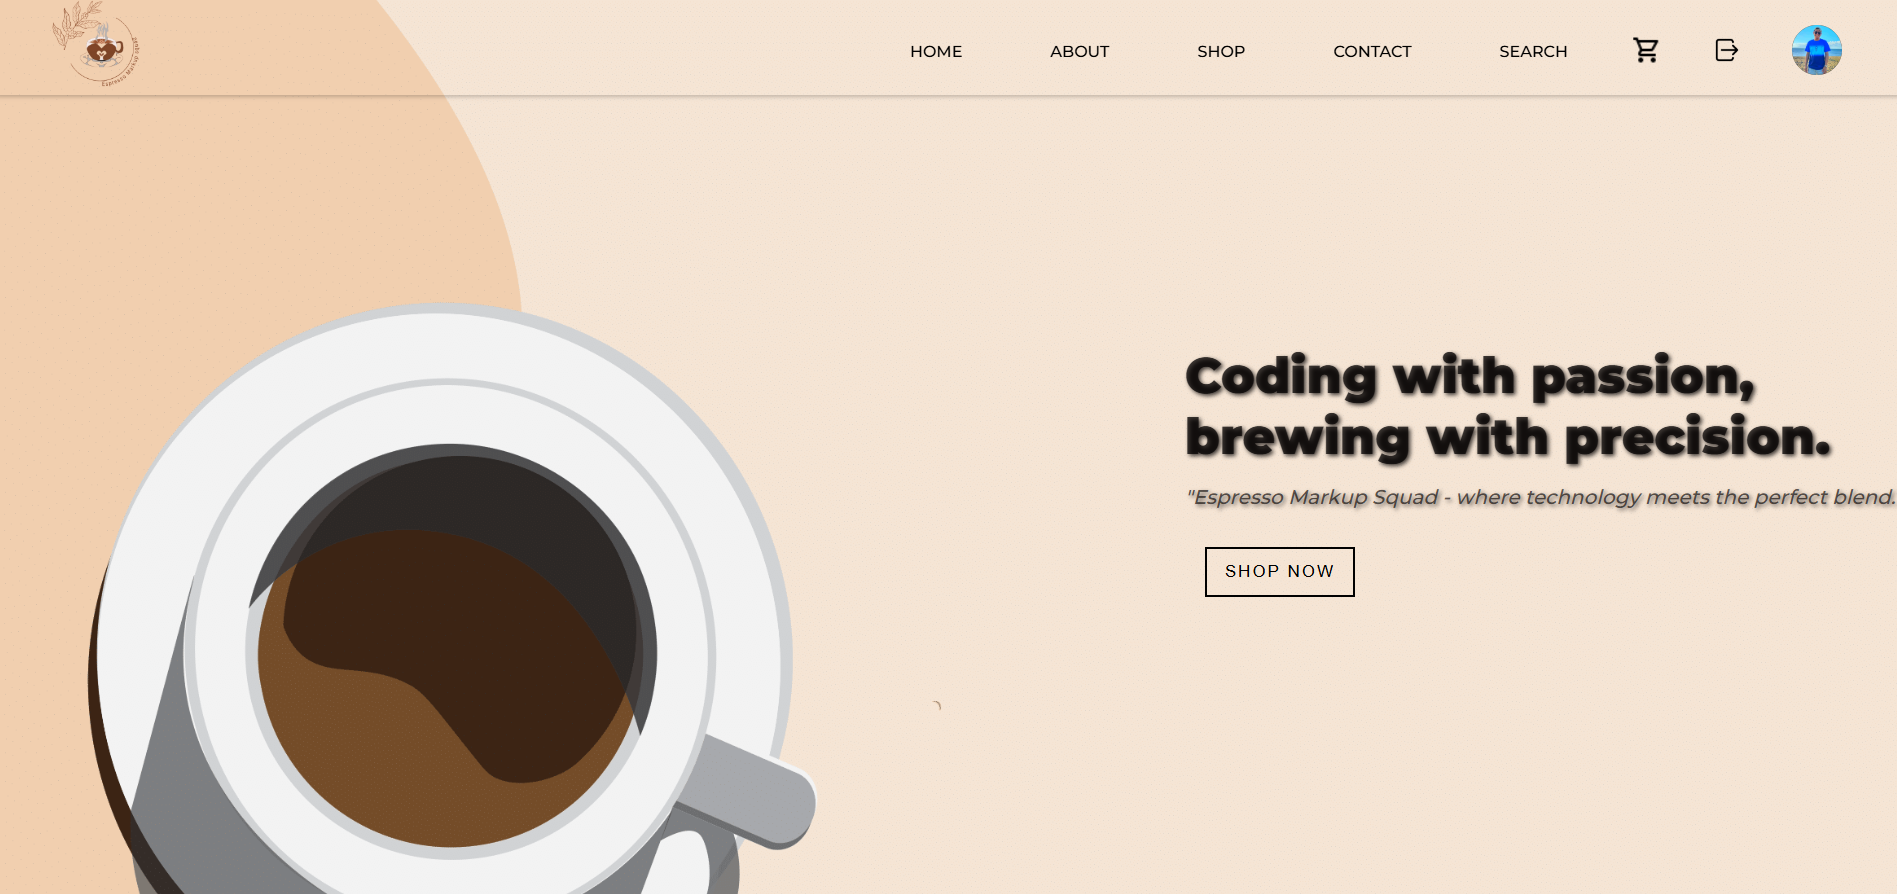 HOME ABOUT SHOP CONTACT SEARCH
Espresso Markup Squad
Coding with passion,
brewing with precision.
"Espresso Markup Squad - where technology meets the perfect blend.
SHOP NOW